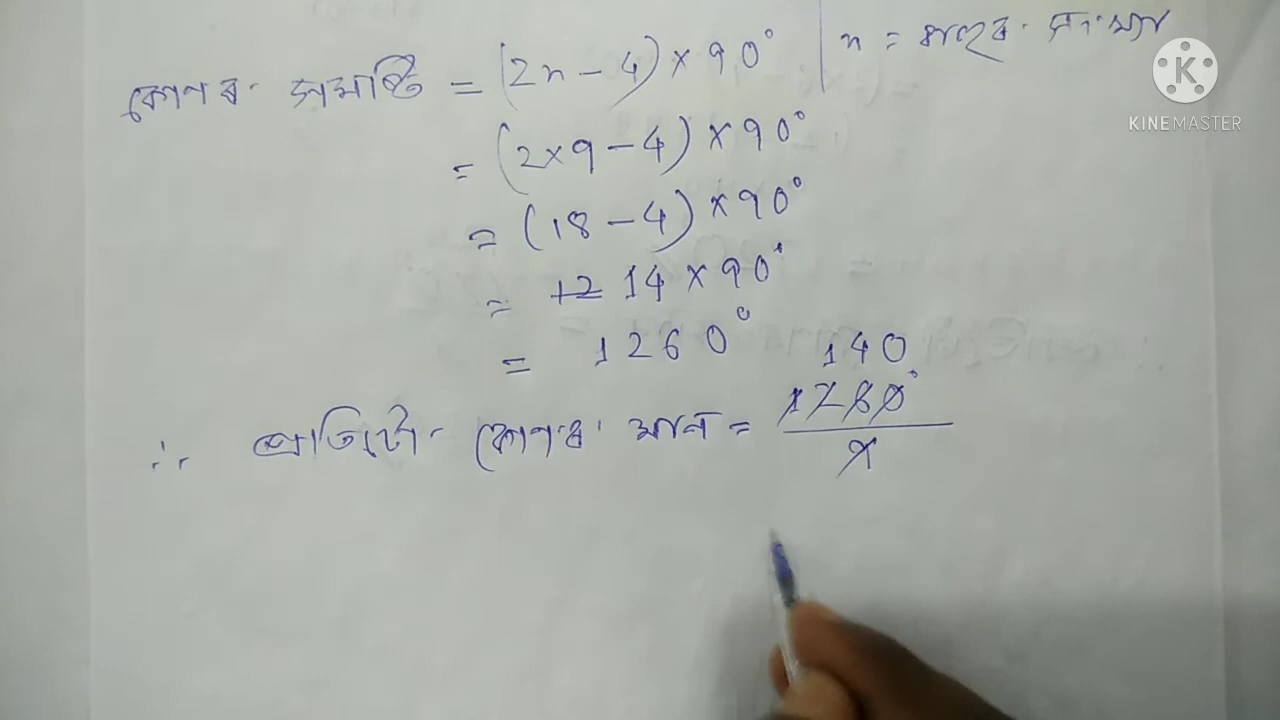 কোণৰ সমষ্টি = (2n - 4) × 90° | n = বাহুৰ সংখ্যা
KINEMASTER
= (2×9 - 4) × 90°
= (18 - 4) × 90°
= 12 14 × 90°
= 1260°
140
∴ প্ৰতিটো কোণৰ মান = 1260° / 9